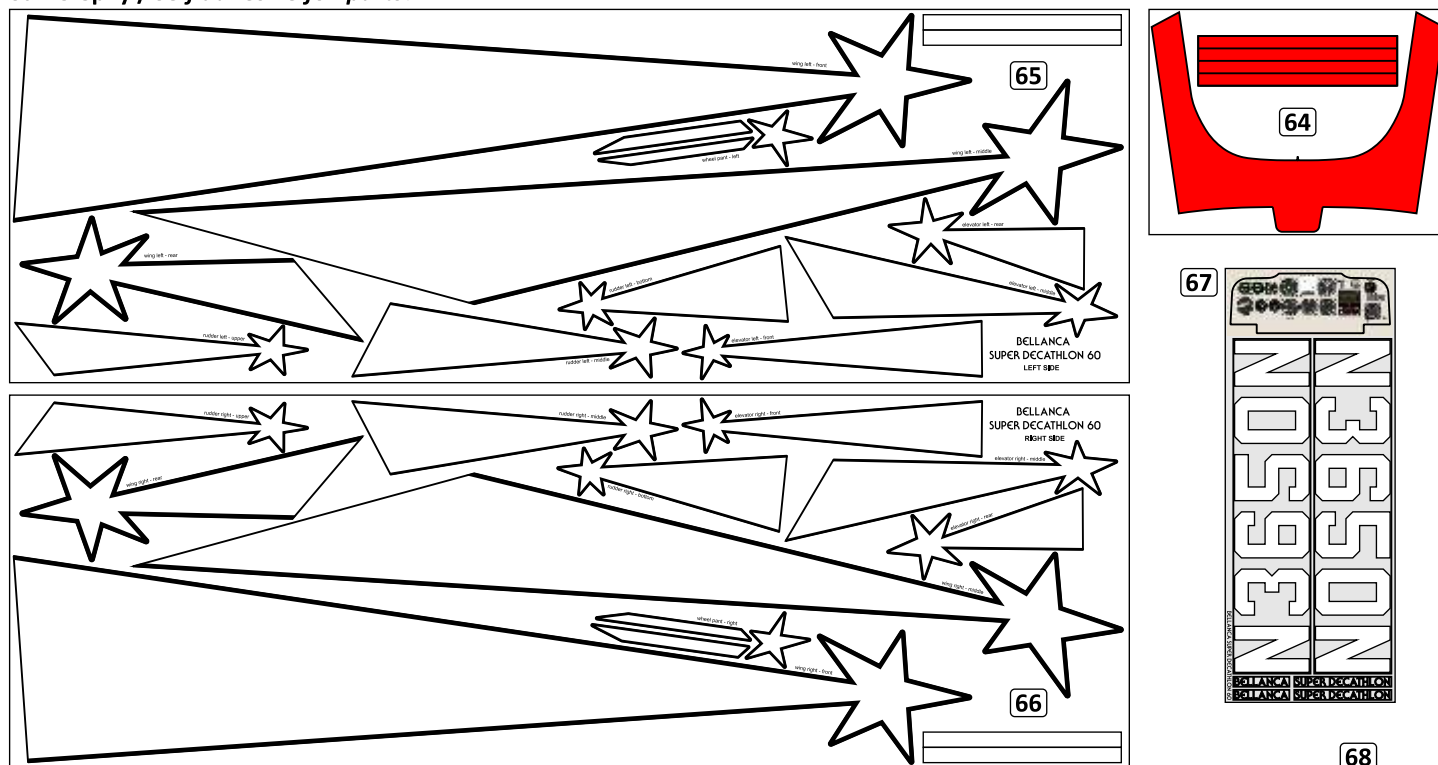 wing left - front
65
wheel pant - left
wing left - middle
elevator left - rear
wing left - rear
rudder left - bottom
elevator left - middle
rudder left - upper
rudder left - middle
elevator left - front
BELLANCA
SUPER DECATHLON 60
LEFT SIDE
rudder right - upper
rudder right - middle
elevator right - front
BELLANCA
SUPER DECATHLON 60
RIGHT SIDE
elevator right - middle
wing right - rear
rudder right - bottom
elevator right - rear
wing right - middle
wheel pant - right
wing right - front
66
64
67
N3650N
N3650N
BELLANCA SUPER DECATHLON 60
BELLANCA SUPER DECATHLON
BELLANCA SUPER DECATHLON
68